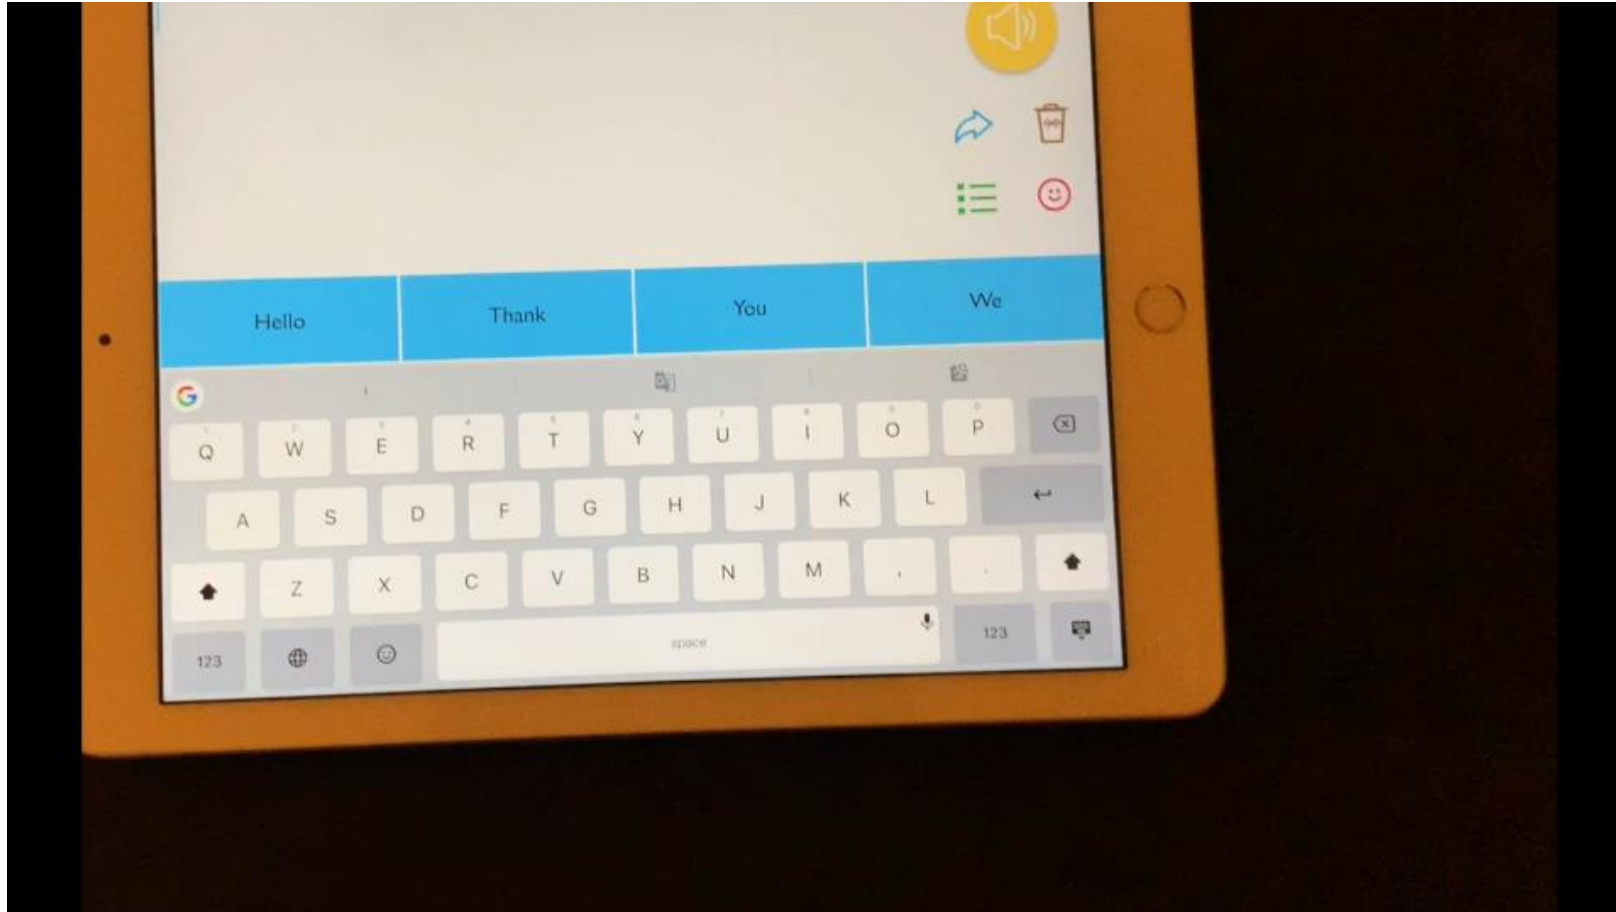 Hello Thank You We
G
Q W E R T Y U I O P
A S D F G H J K L
Z X C V B N M , .
123 space 123